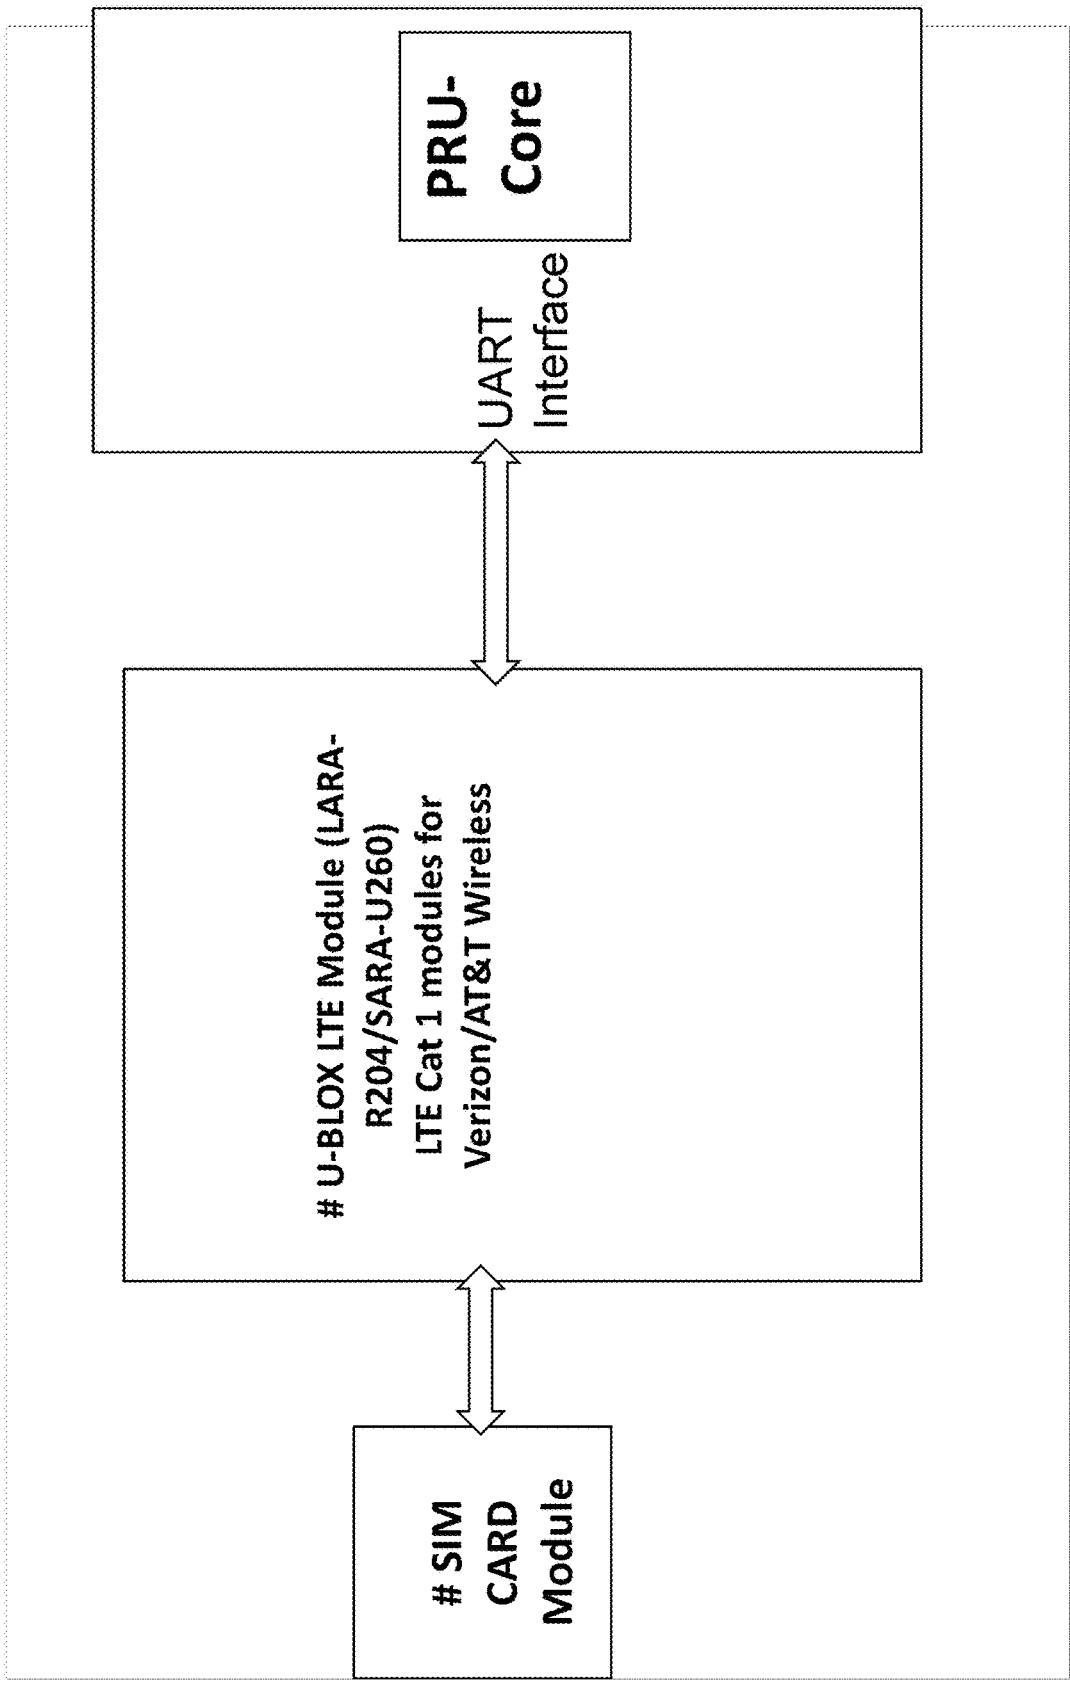 # SIM
CARD
Module
# U-BLOX LTE Module (LARA-
R204/SARA-U260)
LTE Cat 1 modules for
Verizon/AT&T Wireless
UART
Interface
PRU-
Core